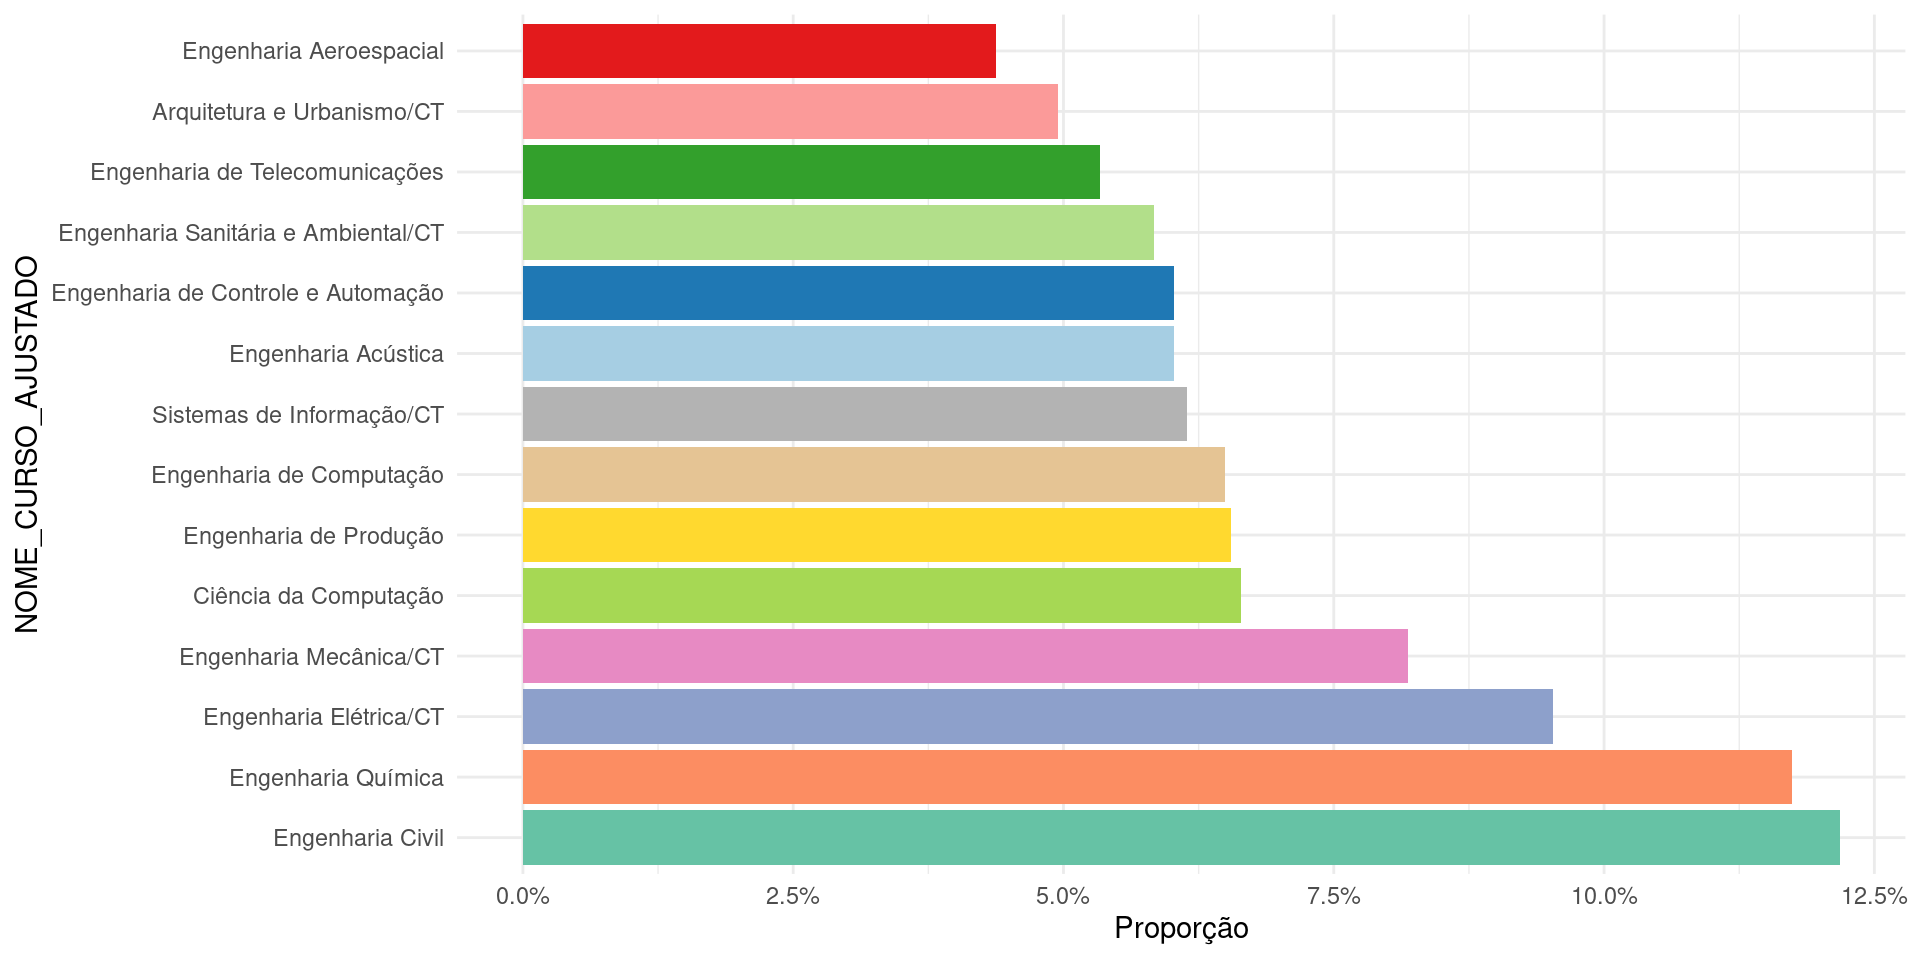 NOME_CURSO_AJUSTADO
Engenharia Aeroespacial
Arquitetura e Urbanismo/CT
Engenharia de Telecomunicações
Engenharia Sanitária e Ambiental/CT
Engenharia de Controle e Automação
Engenharia Acústica
Sistemas de Informação/CT
Engenharia de Computação
Engenharia de Produção
Ciência da Computação
Engenharia Mecânica/CT
Engenharia Elétrica/CT
Engenharia Química
Engenharia Civil
0.0% 2.5% 5.0% 7.5% 10.0% 12.5%
Proporção